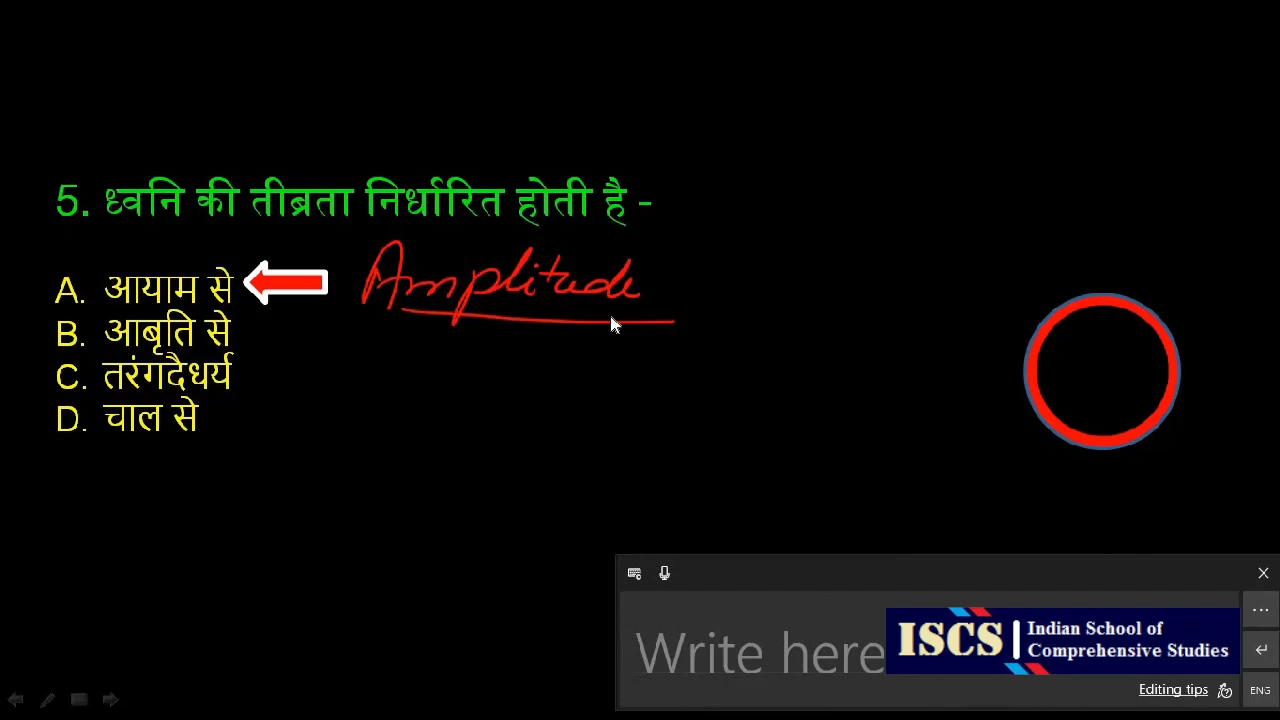 5. ध्वनि की तीब्रता निर्धारित होती है -
A. आयाम से
Amplitude
B. आबृति से
C. तरंगदैधर्य
D. चाल से
Write here
ISCS
Indian School of
Comprehensive Studies
Editing tips
ENG